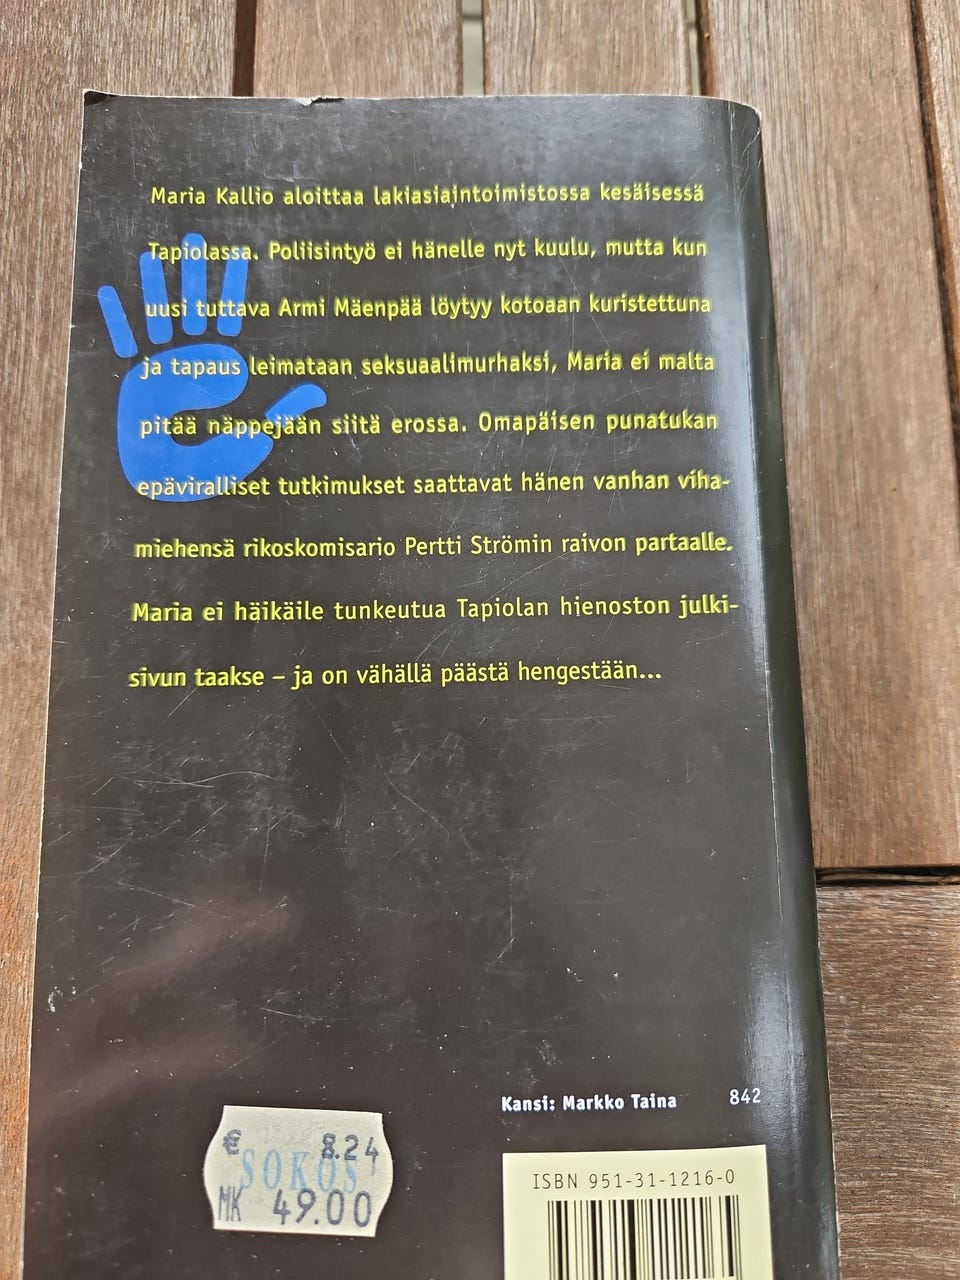 Maria Kallio aloittaa lakiasiaintoimistossa kesäisessä
Tapiolassa. Poliisintyö ei hänelle nyt kuulu, mutta kun
uusi tuttava Armi Mäenpää löytyy kotoaan kuristettuna
ja tapaus leimataan seksuaalimurhaksi, Maria ei malta
pitää näppejään siitä erossa. Omapäisen punatukan
epäviralliset tutkimukset saattavat hänen vanhan viha-
miehensä rikoskomisario Pertti Strömin raivon partaalle.
Maria ei häikäile tunkeutua Tapiolan hienoston julki-
sivun taakse – ja on vähällä päästä hengestään...
Kansi: Markko Taina 842
€ 8.24
SOKOS
MK 49.00
ISBN 951-31-1216-0